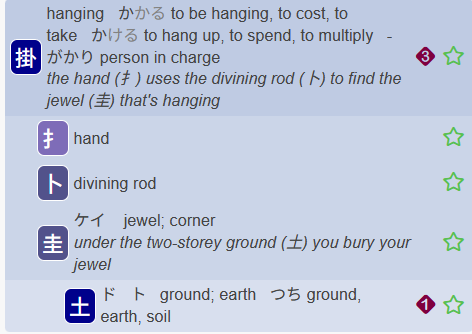 hanging かかる to be hanging, to cost, to
take かける to hang up, to spend, to multiply -
掛 がかり person in charge 3
the hand (扌) uses the divining rod (卜) to find the
jewel (圭) that's hanging
扌 hand
卜 divining rod
ケイ jewel; corner
圭 under the two-storey ground (土) you bury your
jewel
土 ド ト ground; earth つち ground, 1
earth, soil